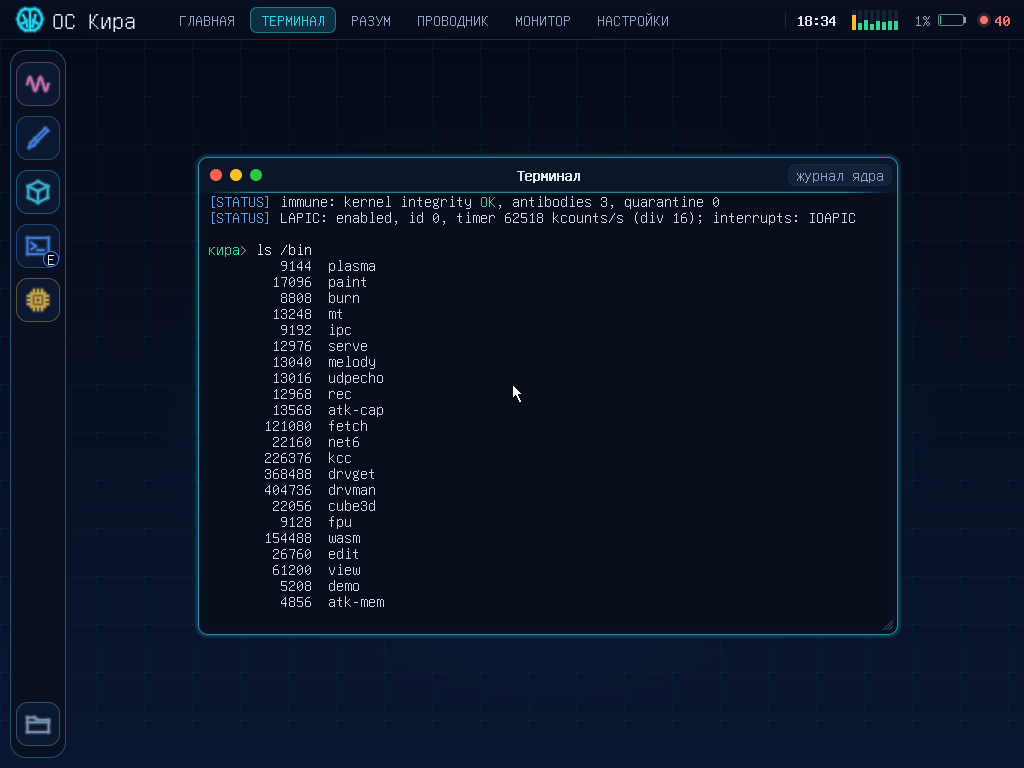 ОС Кира ГЛАВНАЯ ТЕРМИНАЛ РАЗУМ ПРОВОДНИК МОНИТОР НАСТРОЙКИ 18:34 1% 40
E
Терминал журнал ядра
[STATUS] immune: kernel integrity OK, antibodies 3, quarantine 0
[STATUS] LAPIC: enabled, id 0, timer 62518 kcounts/s (div 16); interrupts: IOAPIC
кира> ls /bin
9144 plasma
17096 paint
8808 burn
13248 mt
9192 ipc
12976 serve
13040 melody
13016 udpecho
12968 rec
13568 atk-cap
121080 fetch
22160 net6
226376 kcc
368488 drvget
404736 drvman
22056 cube3d
9128 fpu
154488 wasm
26760 edit
61200 view
5208 demo
4856 atk-mem